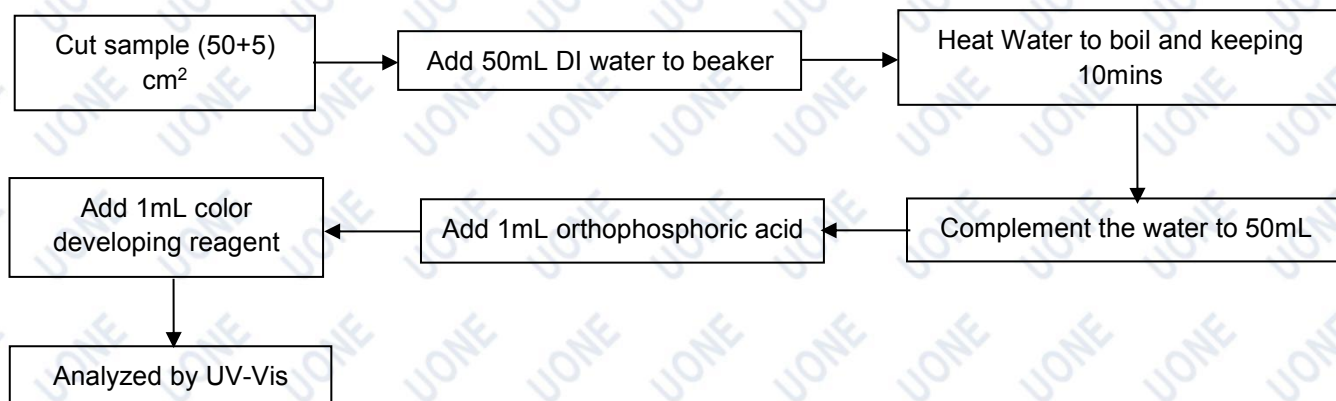 Cut sample (50+5)
cm²
Add 50mL DI water to beaker
Heat Water to boil and keeping
10mins
Complement the water to 50mL
Add 1mL orthophosphoric acid
Add 1mL color
developing reagent
Analyzed by UV-Vis
UONE